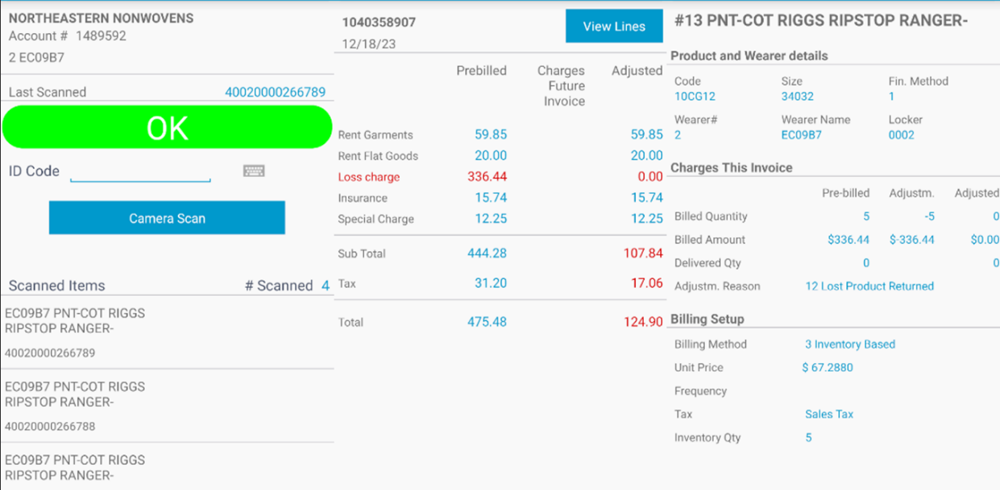 NORTHEASTERN NONWOVENS
Account # 1489592
2 EC09B7
Last Scanned 40020000266789
OK
ID Code
Camera Scan
Scanned Items # Scanned 4
EC09B7 PNT-COT RIGGS
RIPSTOP RANGER-
40020000266789
EC09B7 PNT-COT RIGGS
RIPSTOP RANGER-
40020000266788
EC09B7 PNT-COT RIGGS
RIPSTOP RANGER-
1040358907
12/18/23
View Lines
Prebilled Charges Adjusted
Future
Invoice
Rent Garments 59.85 59.85
Rent Flat Goods 20.00 20.00
Loss charge 336.44 0.00
Insurance 15.74 15.74
Special Charge 12.25 12.25
Sub Total 444.28 107.84
Tax 31.20 17.06
Total 475.48 124.90
#13 PNT-COT RIGGS RIPSTOP RANGER-
Product and Wearer details
Code Size Fin. Method
10CG12 34032 1
Wearer# Wearer Name Locker
2 EC09B7 0002
Charges This Invoice
Pre-billed Adjustm. Adjusted
Billed Quantity 5 -5 0
Billed Amount $336.44 $-336.44 $0.00
Delivered Qty 0 0
Adjustm. Reason 12 Lost Product Returned
Billing Setup
Billing Method 3 Inventory Based
Unit Price $ 67.2880
Frequency
Tax Sales Tax
Inventory Qty 5